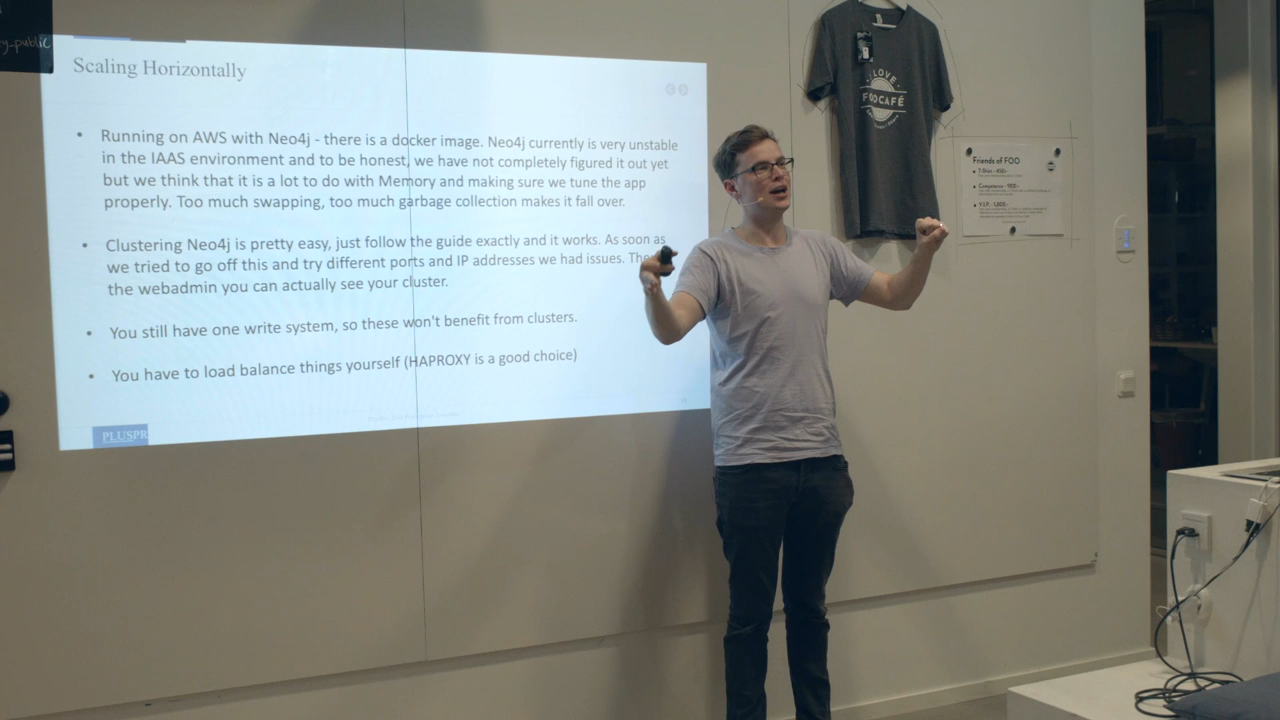 y_public
Scaling Horizontally
• Running on AWS with Neo4j - there is a docker image. Neo4j currently is very unstable
in the IAAS environment and to be honest, we have not completely figured it out yet
but we think that it is a lot to do with Memory and making sure we tune the app
properly. Too much swapping, too much garbage collection makes it fall over.
• Clustering Neo4j is pretty easy, just follow the guide exactly and it works. As soon as
we tried to go off this and try different ports and IP addresses we had issues.
the webadmin you can actually see your cluster.
• You still have one write system, so these won't benefit from clusters.
• You have to load balance things yourself (HAPROXY is a good choice)
PLUSPR
I LOVE
FOOCAFÉ
Friends of FOO
T-Shirt
Competence
V.I.P.